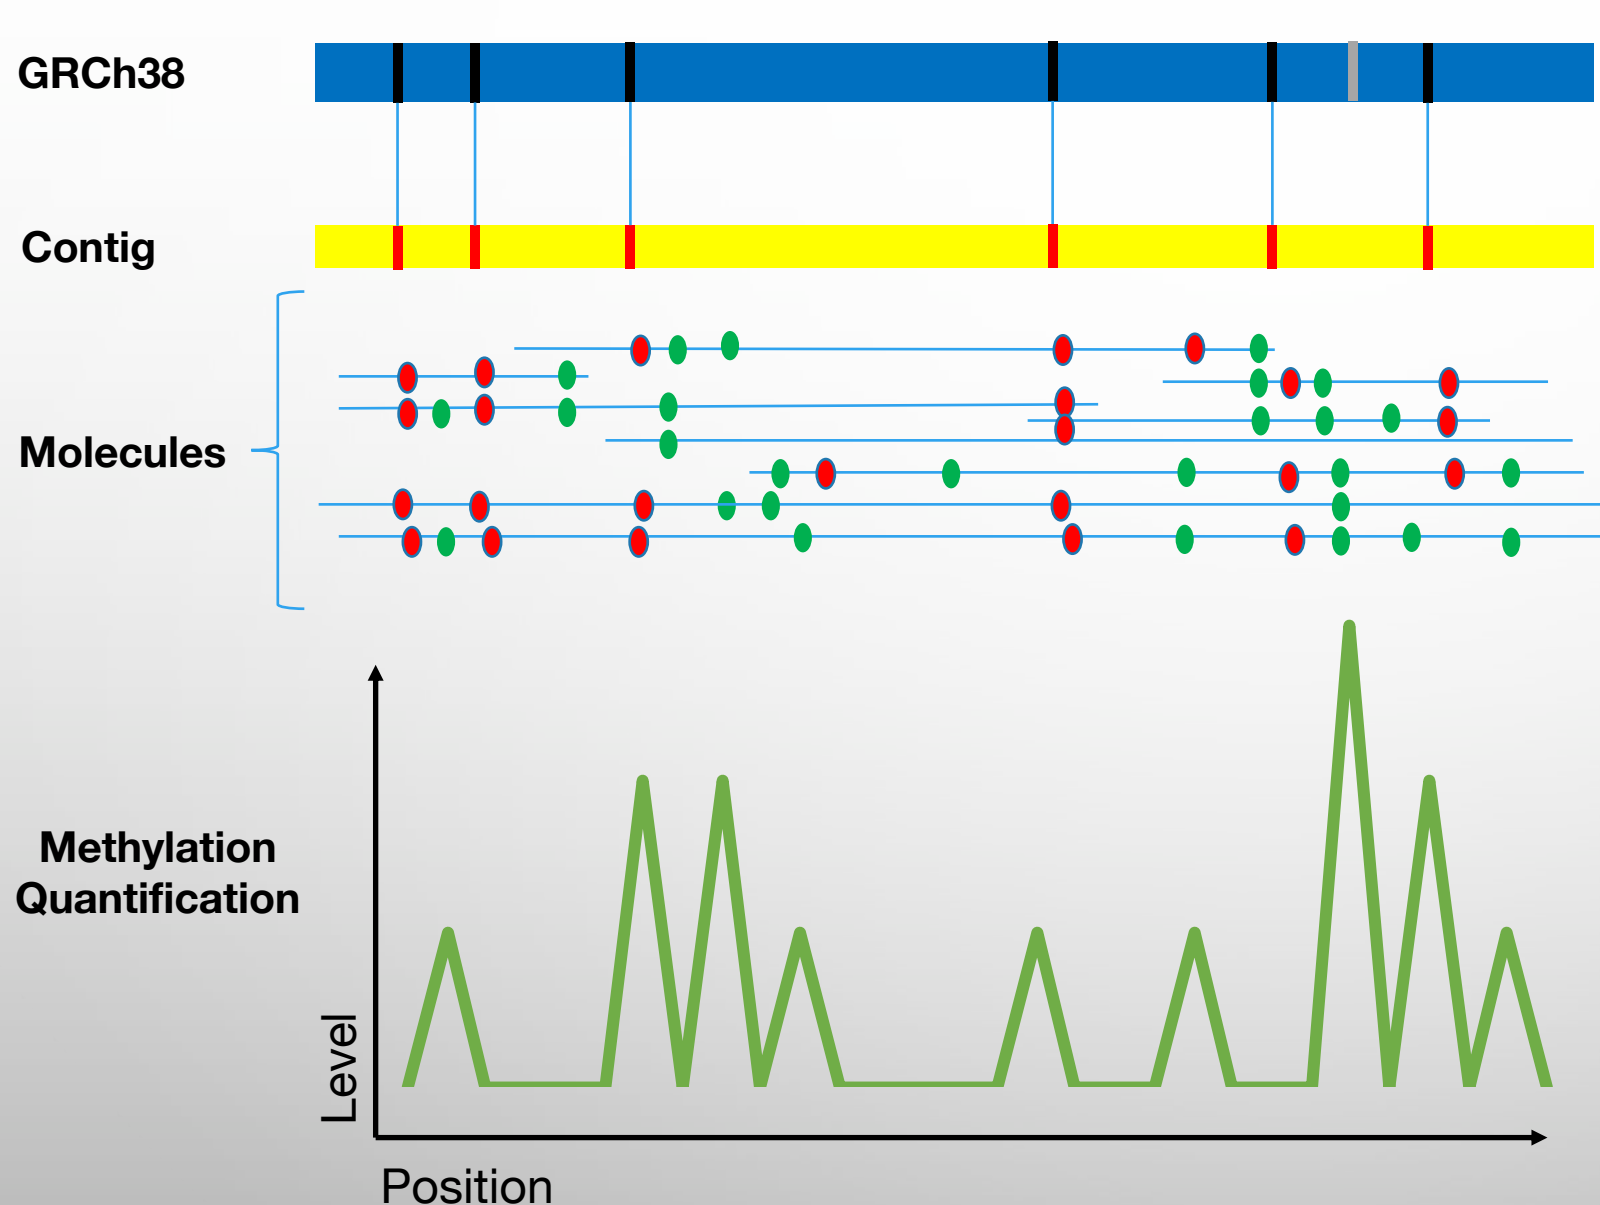 GRCh38
Contig
Molecules
Methylation
Quantification
Level
Position